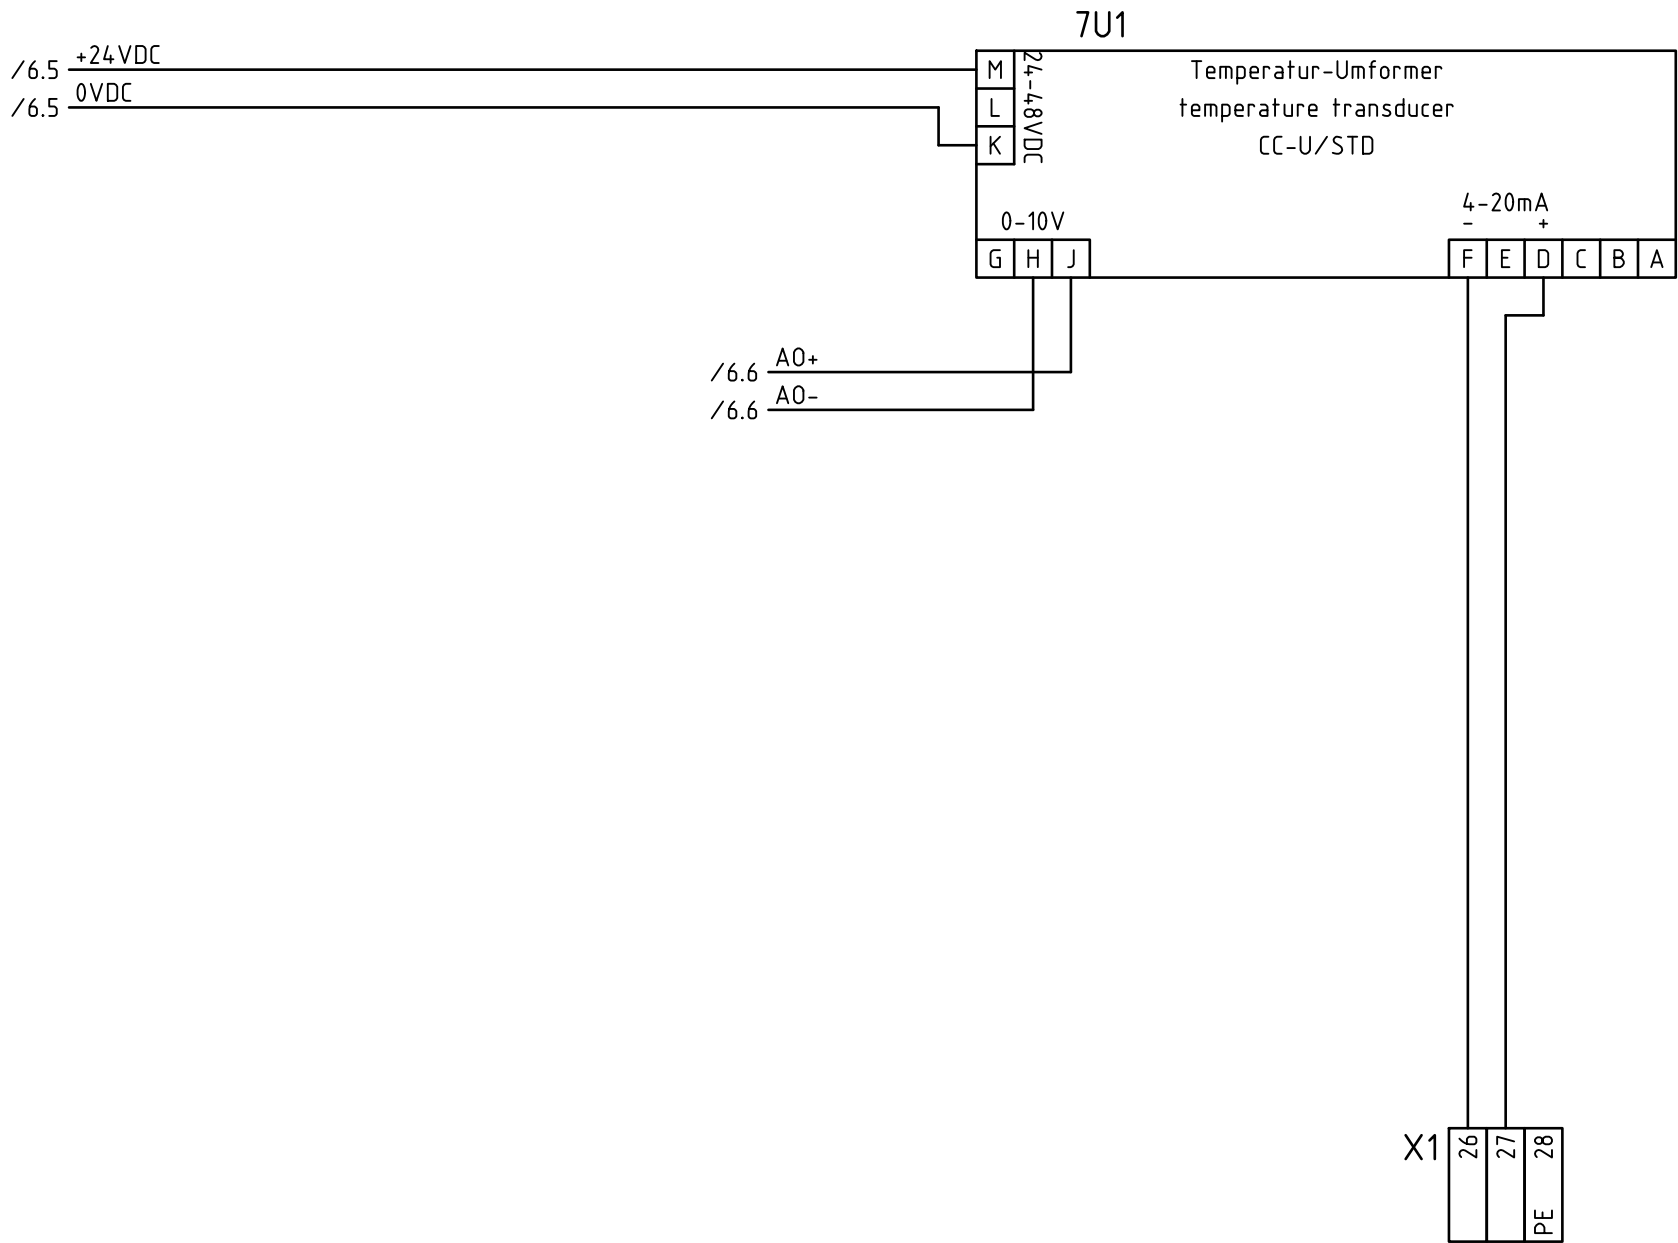 7U1
/6.5 +24VDC
M
Temperatur-Umformer
/6.5 0VDC
L
temperature transducer
K
CC-U/STD
24-48VDC
4-20mA
- +
0-10V
G H J
F E D C B A
/6.6 AO+
/6.6 AO-
X1
26
27
28
PE